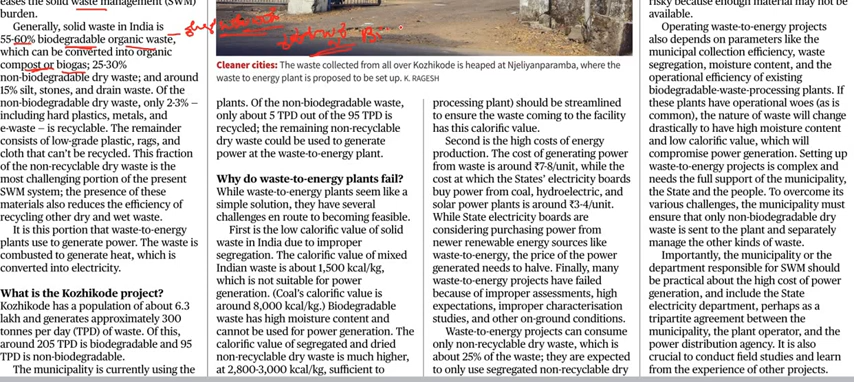 eases the solid waste management (SWM)
burden.
Generally, solid waste in India is
55-60% biodegradable organic waste,
which can be converted into organic
compost or biogas; 25-30%
non-biodegradable dry waste; and around
15% silt, stones, and drain waste. Of the
non-biodegradable dry waste, only 2-3% –
including hard plastics, metals, and
e-waste – is recyclable. The remainder
consists of low-grade plastic, rags, and
cloth that can't be recycled. This fraction
of the non-recyclable dry waste is the
most challenging portion of the present
SWM system; the presence of these
materials also reduces the efficiency of
recycling other dry and wet waste.
It is this portion that waste-to-energy
plants use to generate power. The waste is
combusted to generate heat, which is
converted into electricity.
What is the Kozhikode project?
Kozhikode has a population of about 6.3
lakh and generates approximately 300
tonnes per day (TPD) of waste. Of this,
around 205 TPD is biodegradable and 95
TPD is non-biodegradable.
The municipality is currently using the
Cleaner cities: The waste collected from all over Kozhikode is heaped at Njeliyanparamba, where the
waste to energy plant is proposed to be set up. K. RAGESH
plants. Of the non-biodegradable waste,
only about 5 TPD out of the 95 TPD is
recycled; the remaining non-recyclable
dry waste could be used to generate
power at the waste-to-energy plant.
Why do waste-to-energy plants fail?
While waste-to-energy plants seem like a
simple solution, they have several
challenges en route to becoming feasible.
First is the low calorific value of solid
waste in India due to improper
segregation. The calorific value of mixed
Indian waste is about 1,500 kcal/kg,
which is not suitable for power
generation. (Coal's calorific value is
around 8,000 kcal/kg.) Biodegradable
waste has high moisture content and
cannot be used for power generation. The
calorific value of segregated and dried
non-recyclable dry waste is much higher,
at 2,800-3,000 kcal/kg, sufficient to
processing plant) should be streamlined
to ensure the waste coming to the facility
has this calorific value.
Second is the high costs of energy
production. The cost of generating power
from waste is around ₹7-8/unit, while the
cost at which the States' electricity boards
buy power from coal, hydroelectric, and
solar power plants is around ₹3-4/unit.
While State electricity boards are
considering purchasing power from
newer renewable energy sources like
waste-to-energy, the price of the power
generated needs to halve. Finally, many
waste-to-energy projects have failed
because of improper assessments, high
expectations, improper characterisation
studies, and other on-ground conditions.
Waste-to-energy projects can consume
only non-recyclable dry waste, which is
about 25% of the waste; they are expected
to only use segregated non-recyclable dry
risky because enough material may not be
available.
Operating waste-to-energy projects
also depends on parameters like the
municipal collection efficiency, waste
segregation, moisture content, and the
operational efficiency of existing
biodegradable-waste-processing plants. If
these plants have operational woes (as is
common), the nature of waste will change
drastically to have high moisture content
and low calorific value, which will
compromise power generation. Setting up
waste-to-energy projects is complex and
needs the full support of the municipality,
the State and the people. To overcome its
various challenges, the municipality must
ensure that only non-biodegradable dry
waste is sent to the plant and separately
manage the other kinds of waste.
Importantly, the municipality or the
department responsible for SWM should
be practical about the high cost of power
generation, and include the State
electricity department, perhaps as a
tripartite agreement between the
municipality, the plant operator, and the
power distribution agency. It is also
crucial to conduct field studies and learn
from the experience of other projects.